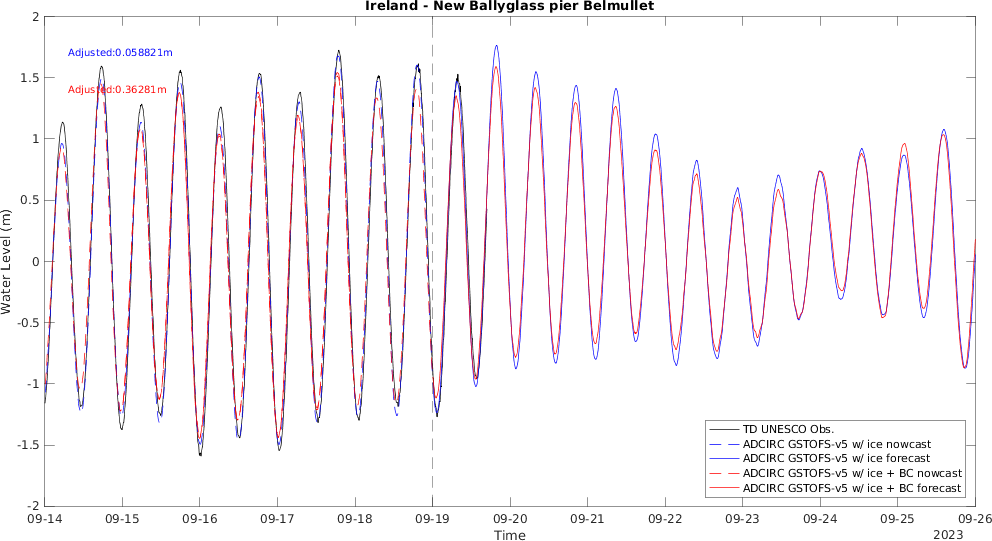 Ireland - New Ballyglass pier Belmullet
Adjusted:0.058821m
Adjusted:0.36281m
Water Level (m)
2
1.5
1
0.5
0
-0.5
-1
-1.5
-2
TD UNESCO Obs.
ADCIRC GSTOFS-v5 w/ ice nowcast
ADCIRC GSTOFS-v5 w/ ice forecast
ADCIRC GSTOFS-v5 w/ ice + BC nowcast
ADCIRC GSTOFS-v5 w/ ice + BC forecast
09-14 09-15 09-16 09-17 09-18 09-19 09-20 09-21 09-22 09-23 09-24 09-25 09-26
Time
2023